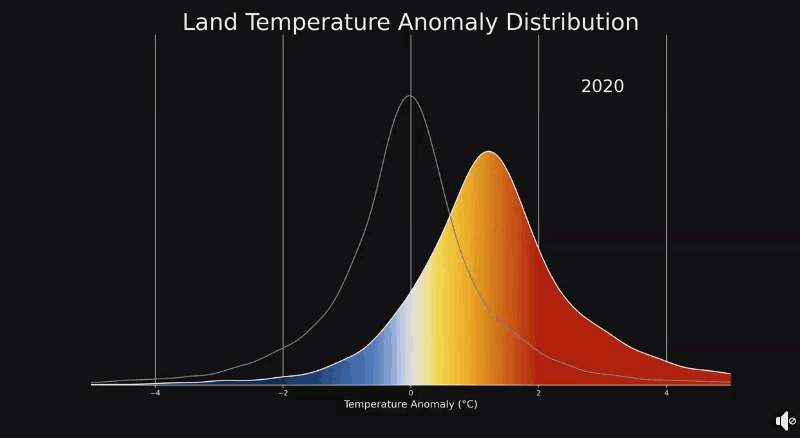 Land Temperature Anomaly Distribution
2020
−4 −2 0 2 4
Temperature Anomaly (°C)